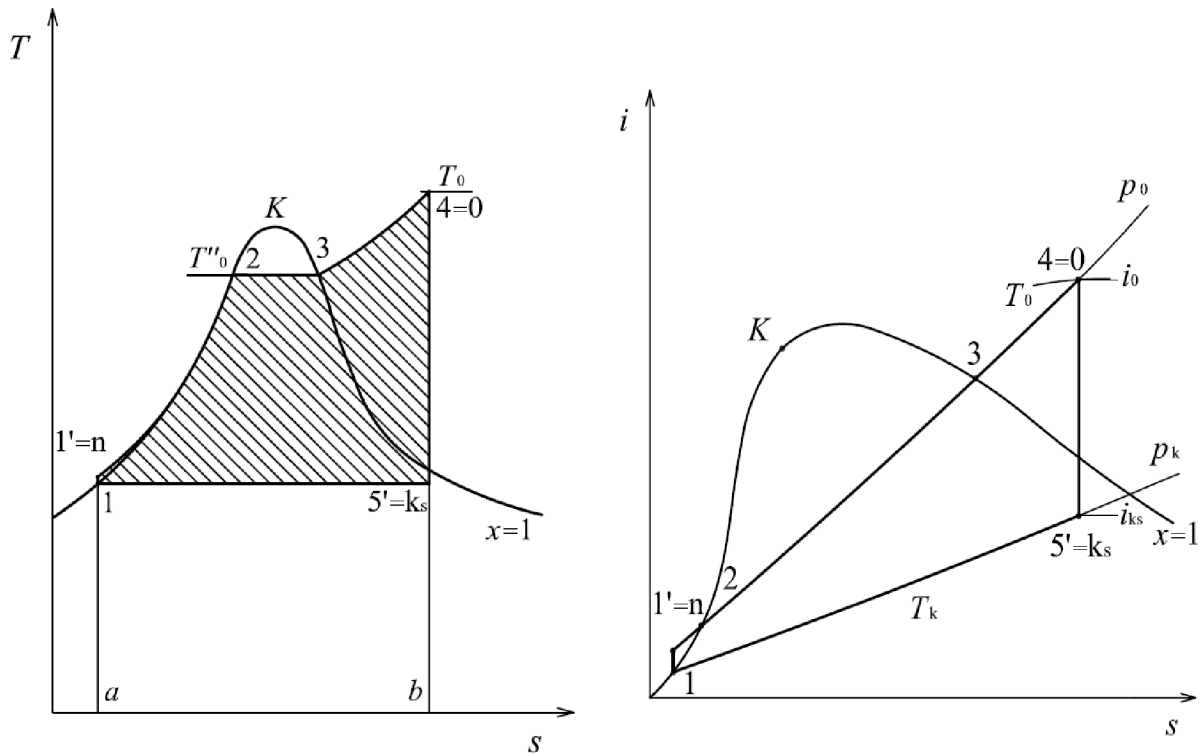 T
K
T₀
4=0
T''₀
2
3
1'=n
1
5'=kₛ
x=1
a
b
s
i
p₀
4=0
T₀
i₀
K
3
pₖ
2
iₖₛ
1'=n
5'=kₛ
x=1
Tₖ
1
s